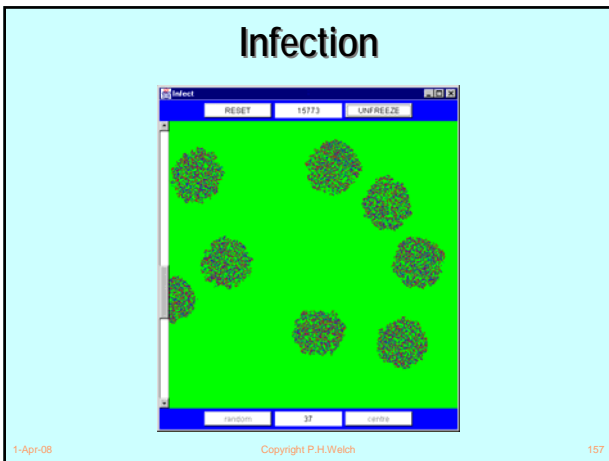 Infection
Infect
RESET 15773 UNFREEZE
random 37 centre
1-Apr-08 Copyright P.H.Welch 157